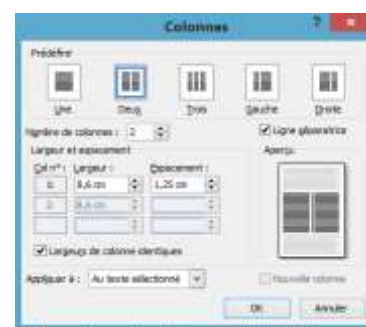 Colonnes ?
Prédéfinir
Une Deux Trois Gauche Droite
Nombre de colonnes : 2 Ligne séparatrice
Largeur et espacement Aperçu
Col n° : Largeur : Espacement :
1: 8,6 cm 1,25 cm
2: 8,6 cm
Largeurs de colonne identiques
Appliquer à : Au texte sélectionné Nouvelle colonne
OK Annuler